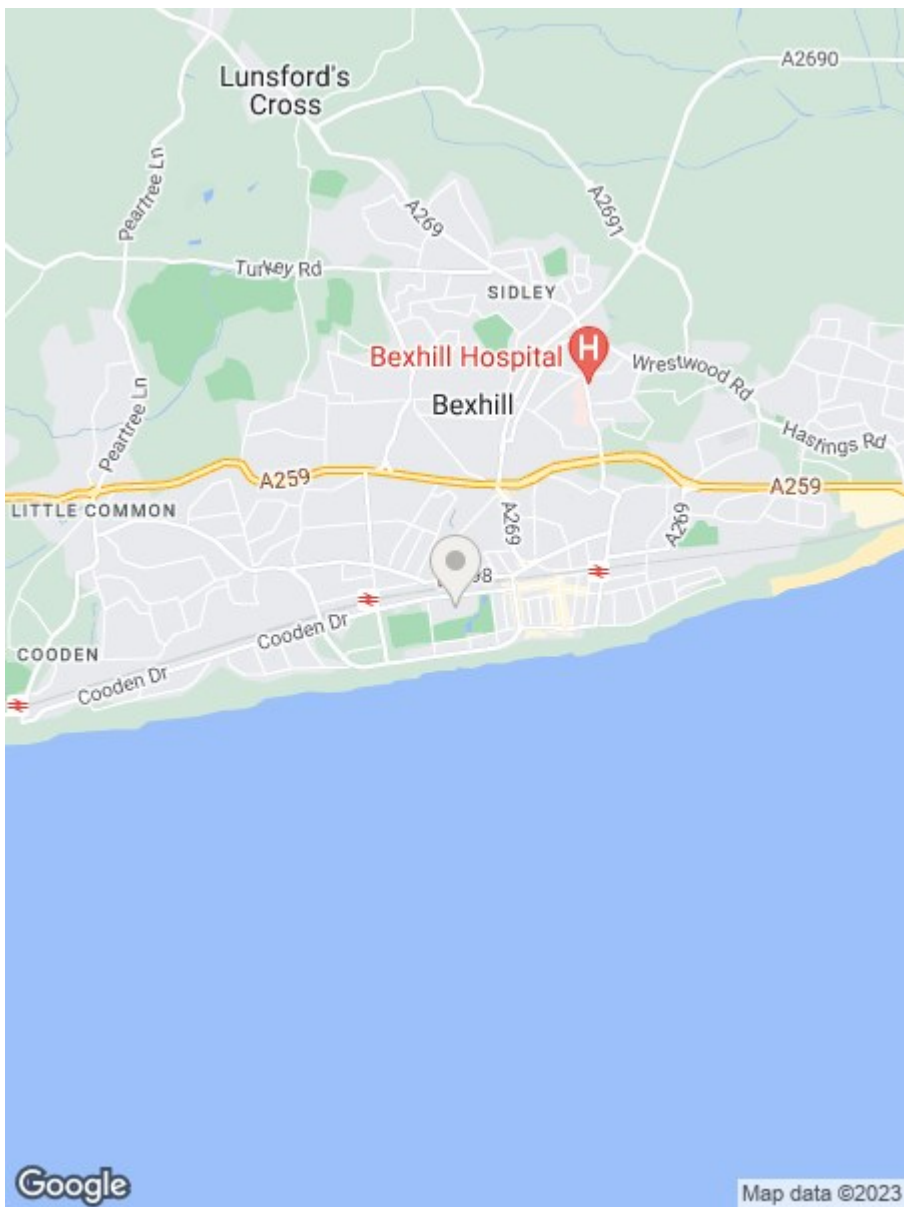 A2690
Lunsford's
Cross
Peartree Ln
A269
A2691
Turkey Rd
SIDLEY
Bexhill Hospital H
Wrestwood Rd
Bexhill
Peartree Ln
Hastings Rd
A259
A259
LITTLE COMMON
A269
A269
98
Cooden Dr
COODEN
Cooden Dr
Google
Map data ©2023